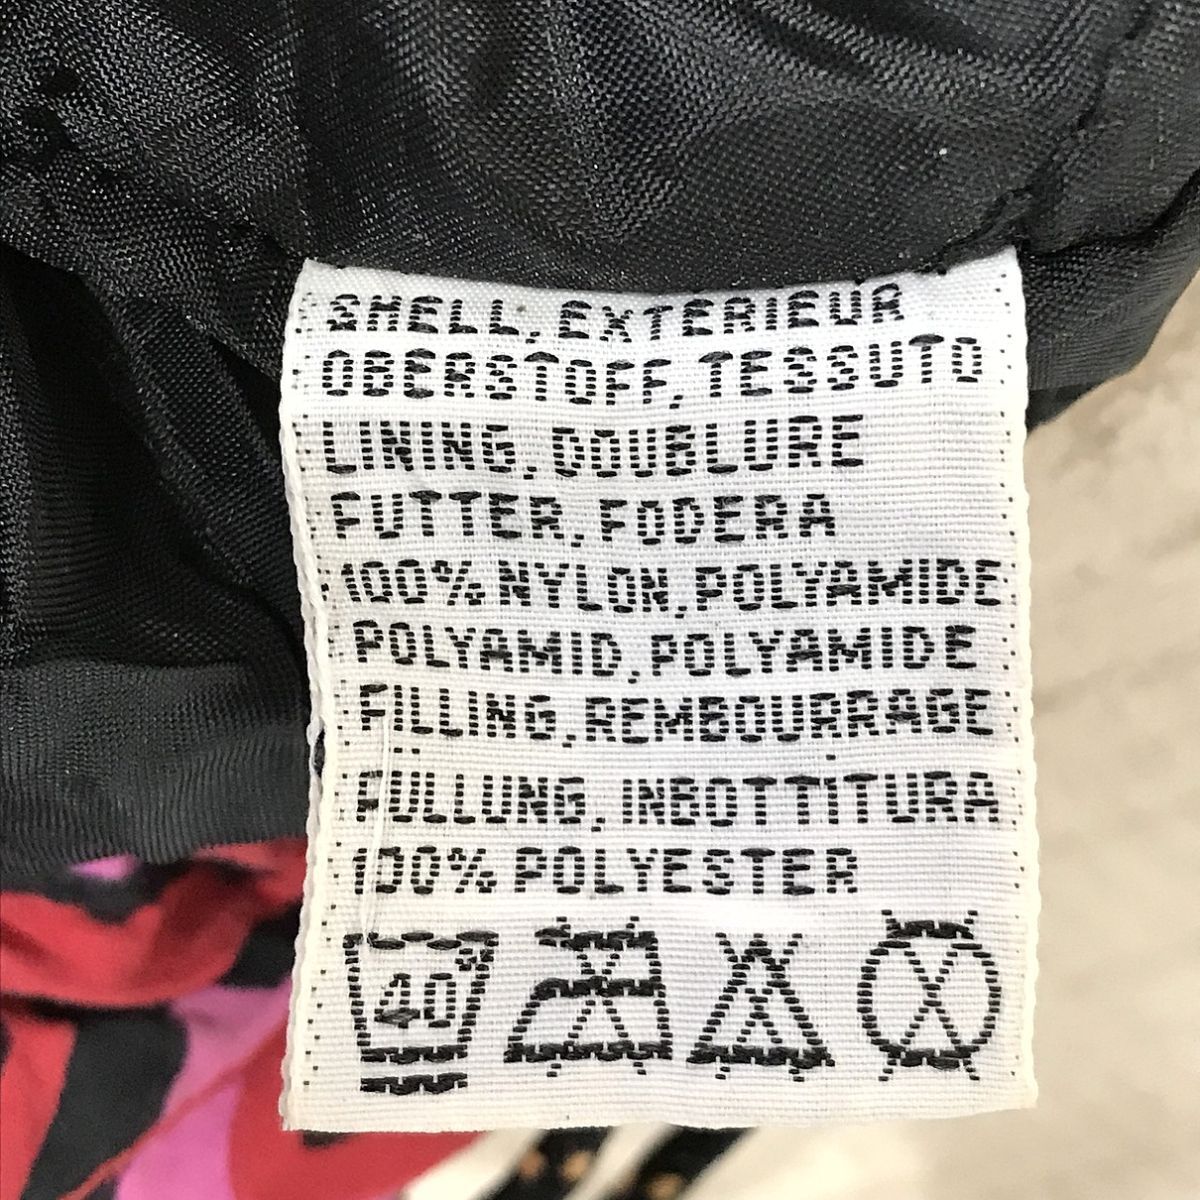 SHELL, EXTERIEUR
OBERSTOFF, TESSUTO
LINING, DOUBLURE
FUTTER, FODERA
100% NYLON, POLYAMIDE
POLYAMID, POLYAMIDE
FILLING, REMBOURRAGE
FÜLLUNG, INBOTTITURA
100% POLYESTER
40°